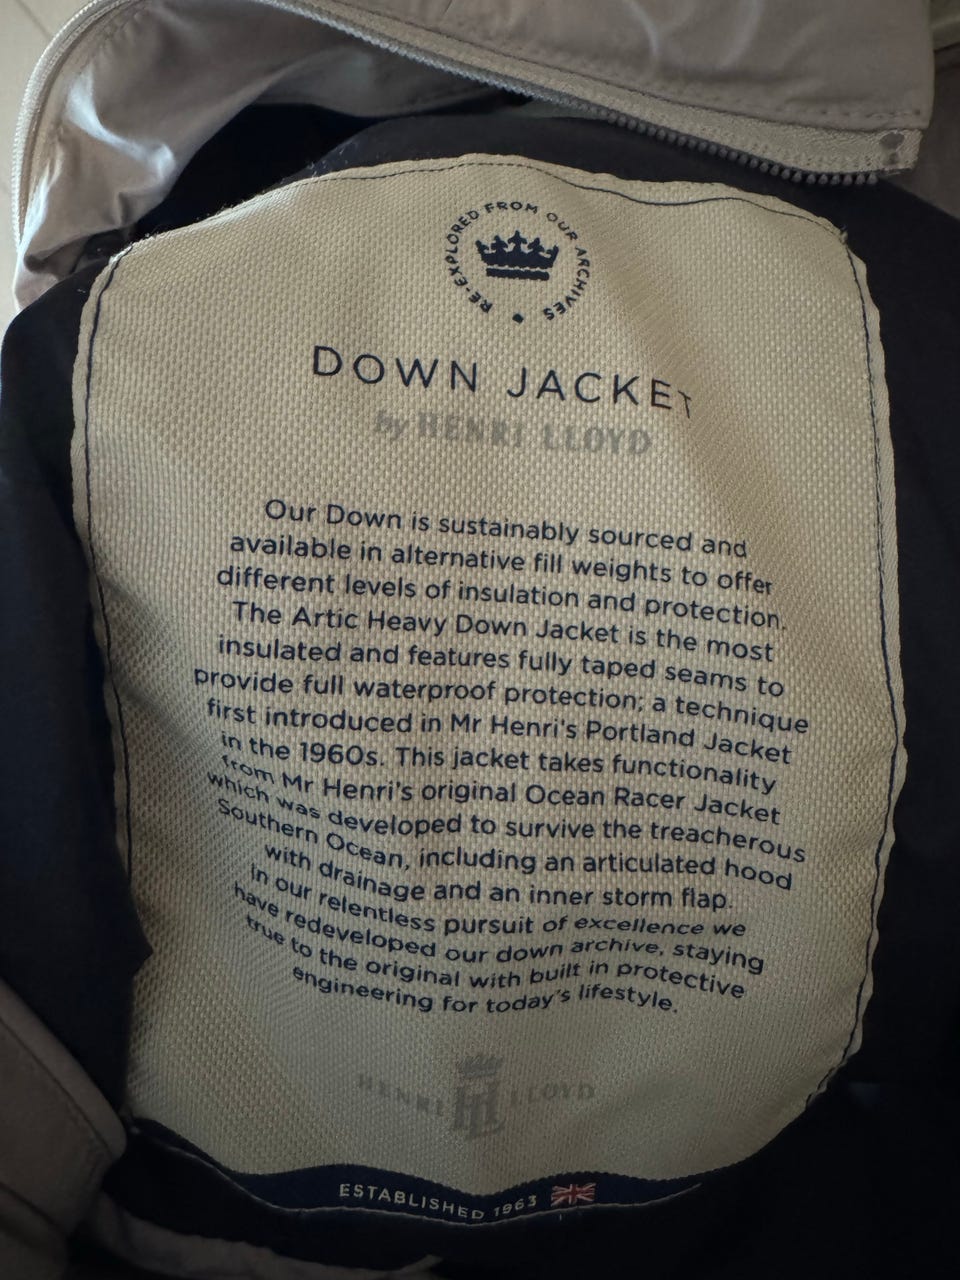 RE-EXPLORED FROM OUR ARCHIVES
DOWN JACKET
by HENRI LLOYD
Our Down is sustainably sourced and
available in alternative fill weights to offer
different levels of insulation and protection.
The Artic Heavy Down Jacket is the most
insulated and features fully taped seams to
provide full waterproof protection; a technique
first introduced in Mr Henri's Portland Jacket
in the 1960s. This jacket takes functionality
from Mr Henri's original Ocean Racer Jacket
which was developed to survive the treacherous
Southern Ocean, including an articulated hood
with drainage and an inner storm flap.
In our relentless pursuit of excellence we
have redeveloped our down archive, staying
true to the original with built in protective
engineering for today's lifestyle.
HENRI HL LLOYD
ESTABLISHED 1963